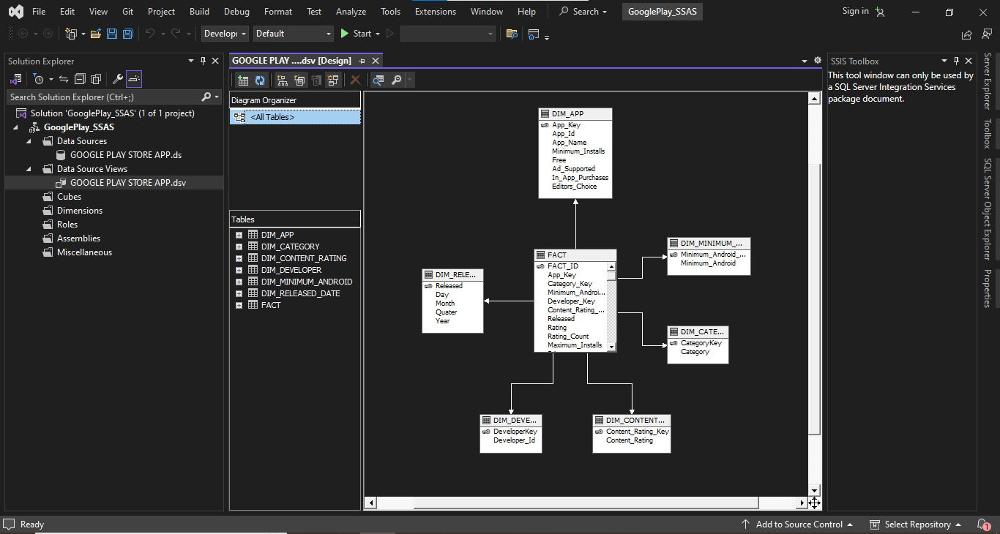 File Edit View Git Project Build Debug Format Test Analyze Tools Extensions Window Help Search GooglePlay_SSAS Sign in
Develop Default Start
Solution Explorer
Search Solution Explorer (Ctrl+;)
Solution 'GooglePlay_SSAS' (1 of 1 project)
GooglePlay_SSAS
Data Sources
GOOGLE PLAY STORE APP.ds
Data Source Views
GOOGLE PLAY STORE APP.dsv
Cubes
Dimensions
Roles
Assemblies
Miscellaneous
GOOGLE PLAY ....dsv [Design]
Diagram Organizer
<All Tables>
Tables
DIM_APP
DIM_CATEGORY
DIM_CONTENT_RATING
DIM_DEVELOPER
DIM_MINIMUM_ANDROID
DIM_RELEASED_DATE
FACT
DIM_APP
App_Key
App_Id
App_Name
Minimum_Installs
Free
Ad_Supported
In_App_Purchases
Editors_Choice
DIM_RELE...
Released
Day
Month
Quater
Year
FACT
FACT_ID
App_Key
Category_Key
Minimum_Androi...
Developer_Key
Content_Rating_...
Released
Rating
Rating_Count
Maximum_Installs
DIM_MINIMUM_...
Minimum_Android_...
Minimum_Android
DIM_CATE...
CategoryKey
Category
DIM_DEVE...
DeveloperKey
Developer_Id
DIM_CONTENT...
Content_Rating_Key
Content_Rating
SSIS Toolbox
This tool window can only be used by
a SQL Server Integration Services
package document.
Server Explorer
Toolbox
SQL Server Object Explorer
Properties
Ready
Add to Source Control
Select Repository
1